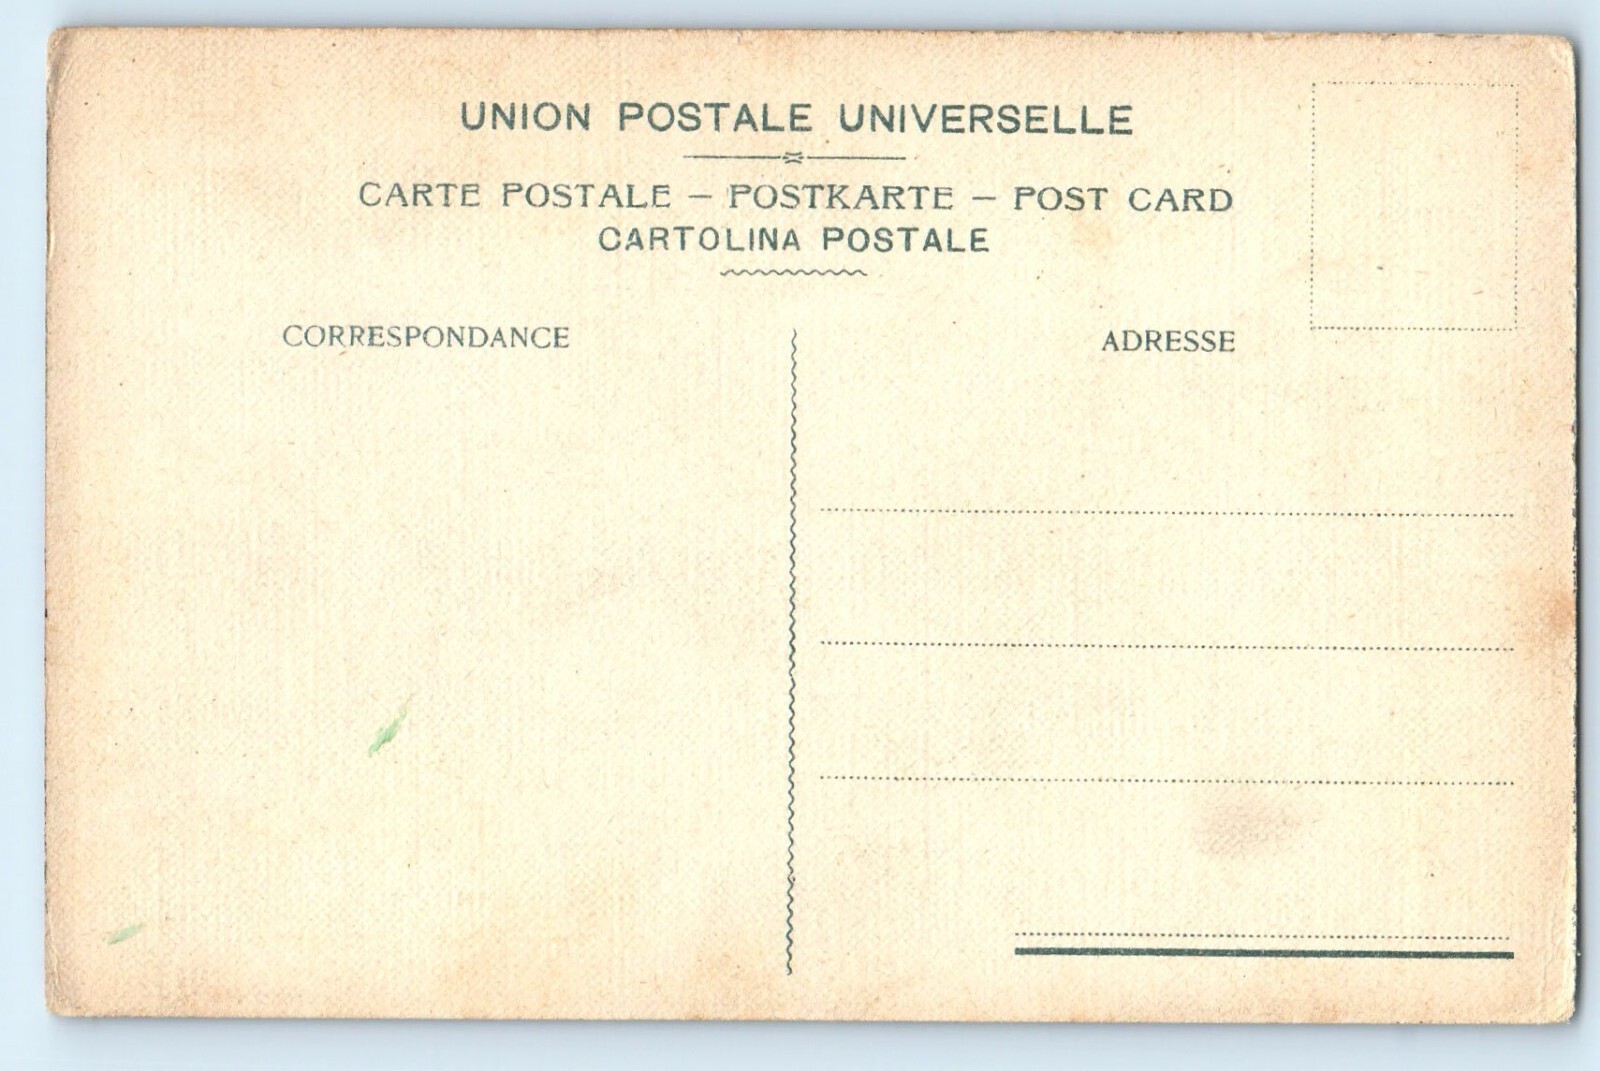 UNION POSTALE UNIVERSELLE
CARTE POSTALE – POSTKARTE – POST CARD
CARTOLINA POSTALE
CORRESPONDANCE
ADRESSE